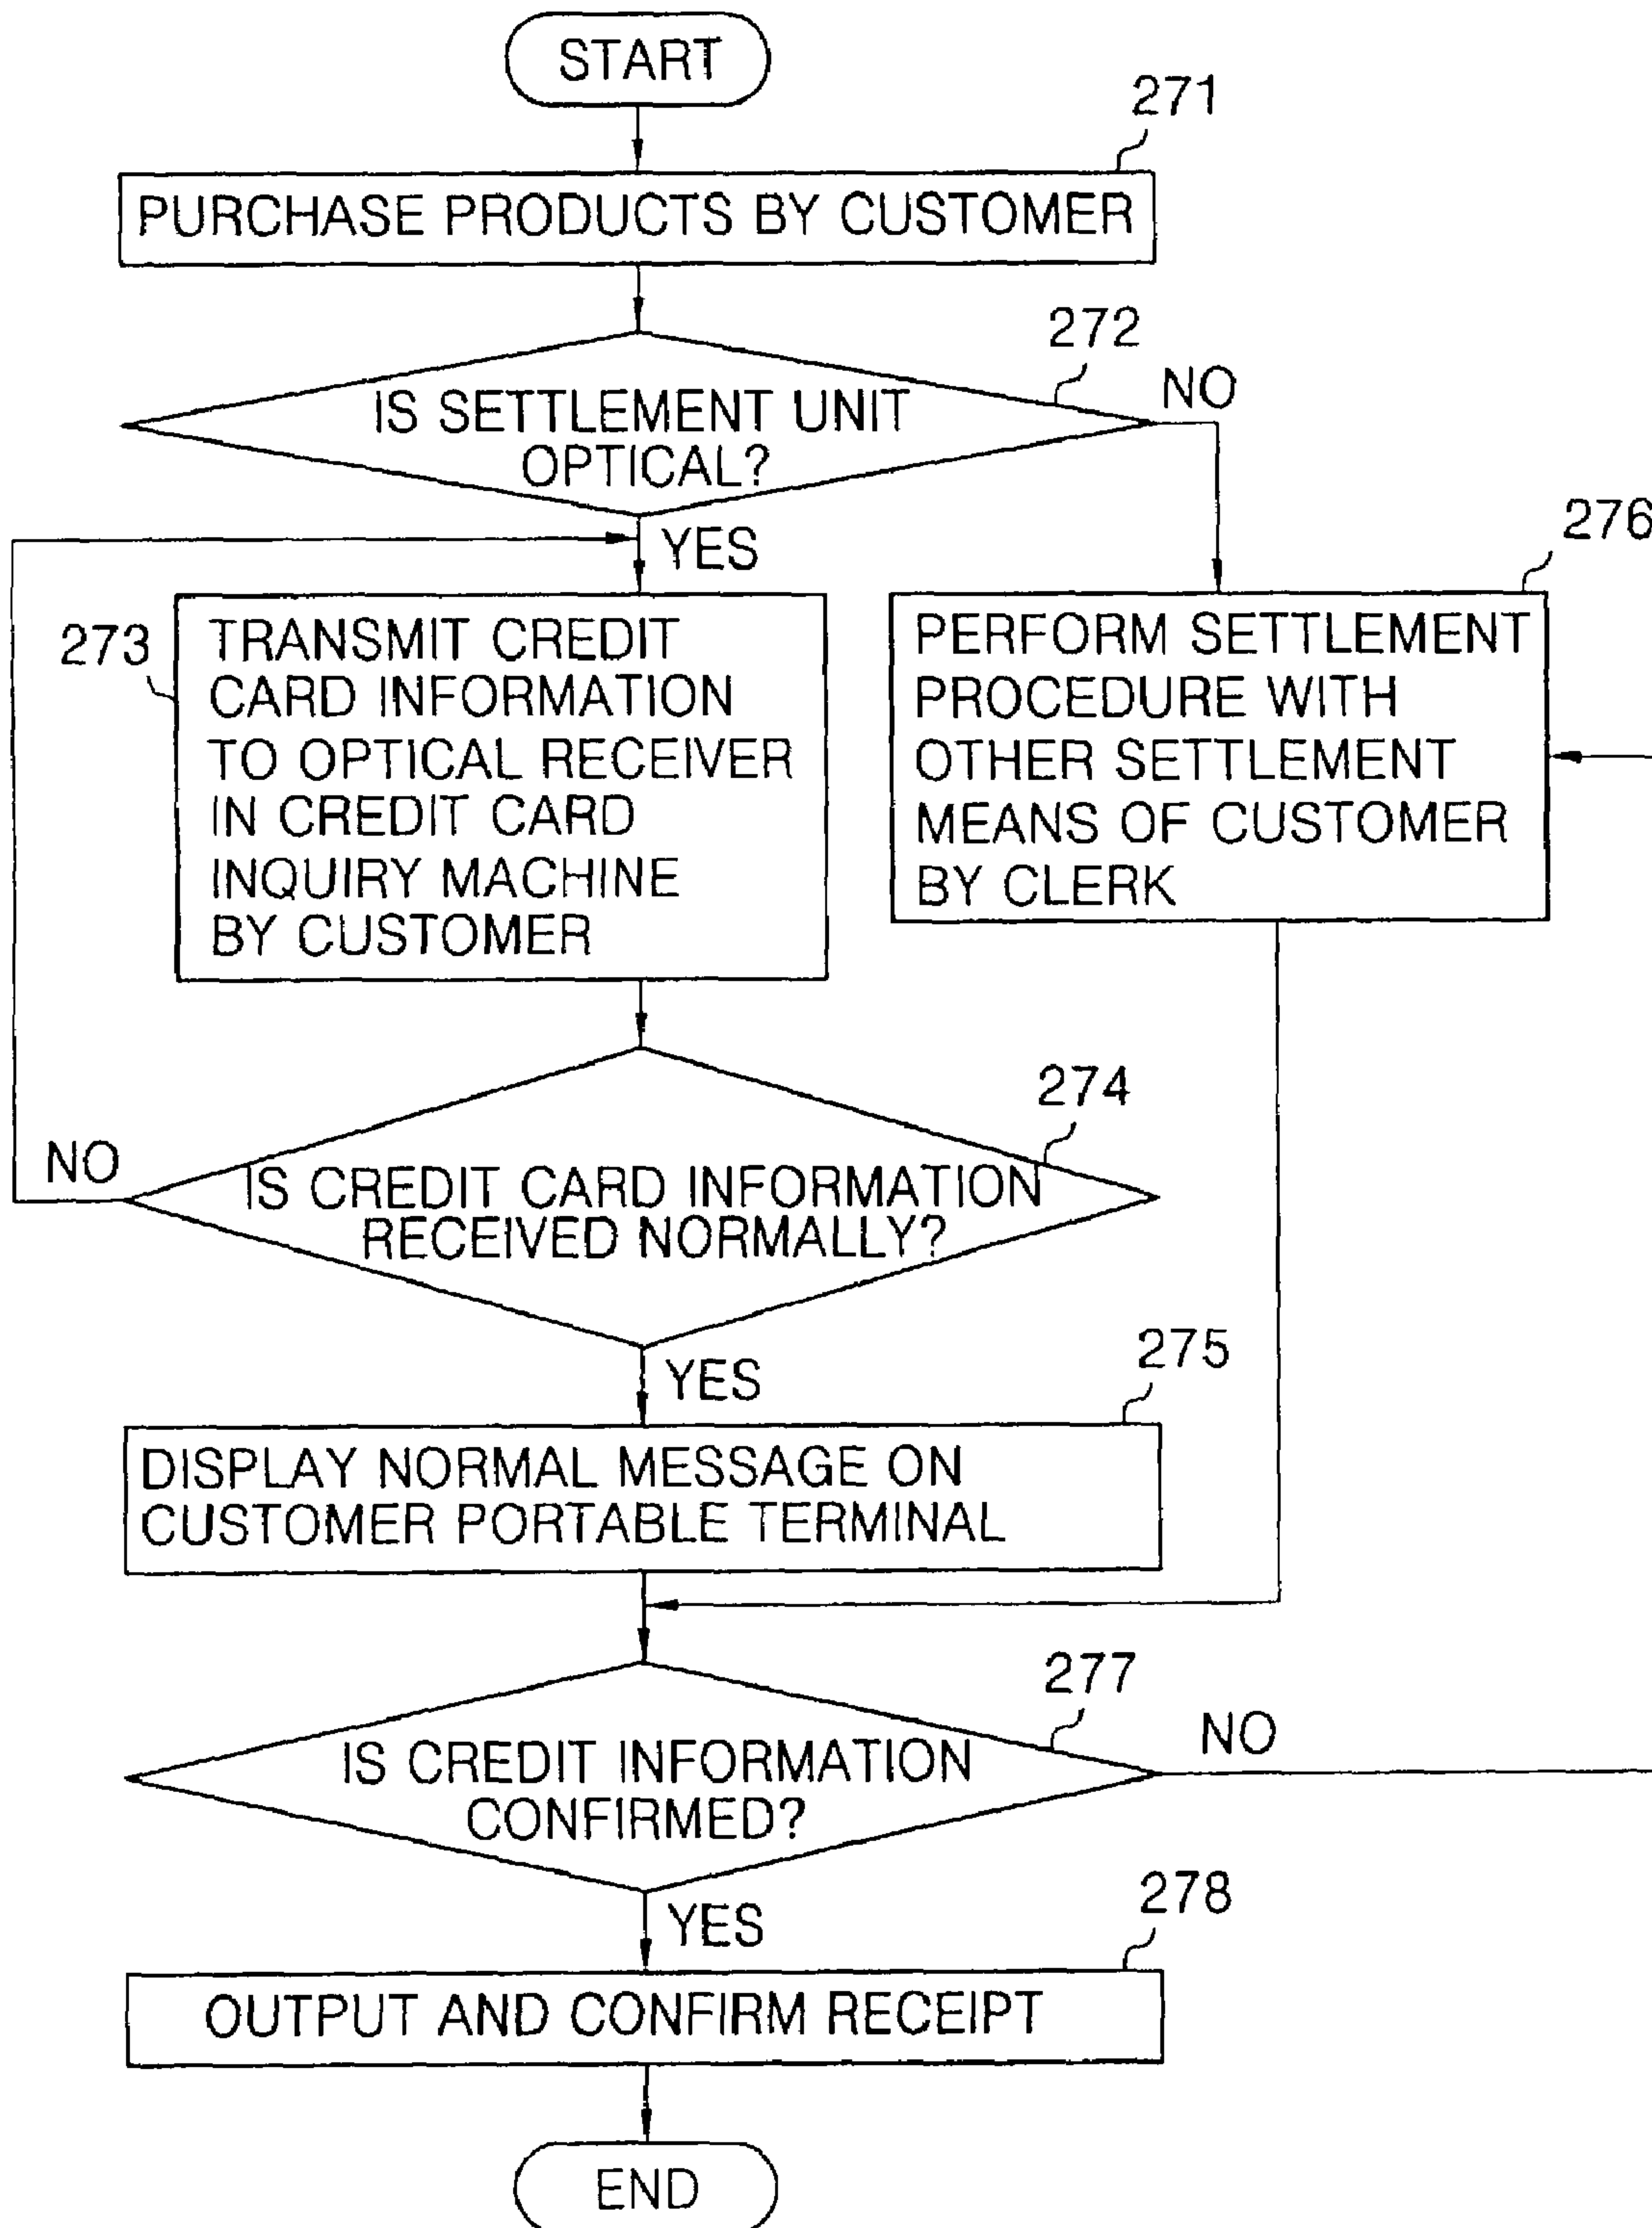 START
271
PURCHASE PRODUCTS BY CUSTOMER
272
IS SETTLEMENT UNIT
OPTICAL?
NO
YES
273
TRANSMIT CREDIT
CARD INFORMATION
TO OPTICAL RECEIVER
IN CREDIT CARD
INQUIRY MACHINE
BY CUSTOMER
276
PERFORM SETTLEMENT
PROCEDURE WITH
OTHER SETTLEMENT
MEANS OF CUSTOMER
BY CLERK
274
NO
IS CREDIT CARD INFORMATION
RECEIVED NORMALLY?
YES
275
DISPLAY NORMAL MESSAGE ON
CUSTOMER PORTABLE TERMINAL
277
NO
IS CREDIT INFORMATION
CONFIRMED?
YES
278
OUTPUT AND CONFIRM RECEIPT
END